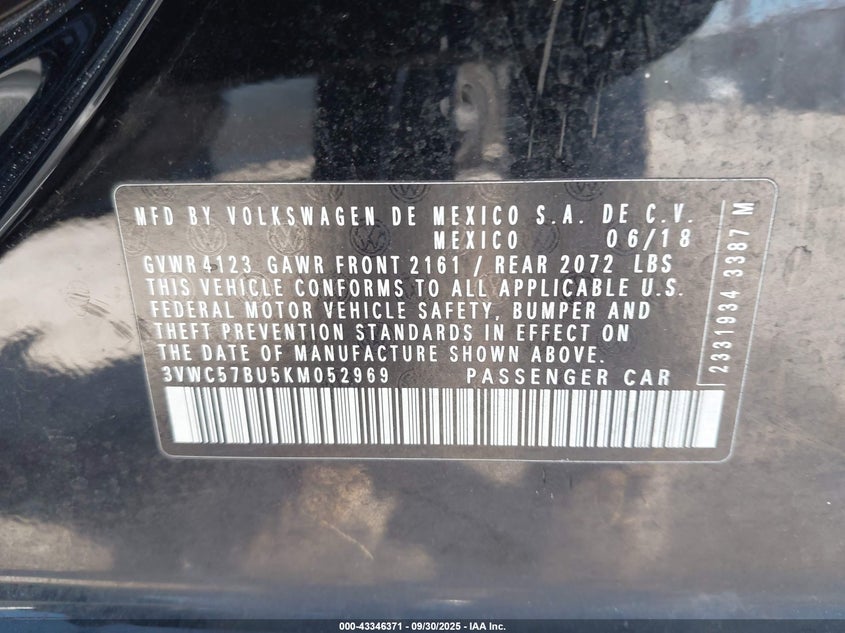 MFD BY VOLKSWAGEN DE MEXICO S.A. DE C.V.
MEXICO 06/18
GVWR 4123 GAWR FRONT 2161 / REAR 2072 LBS
THIS VEHICLE CONFORMS TO ALL APPLICABLE U.S.
FEDERAL MOTOR VEHICLE SAFETY, BUMPER AND
THEFT PREVENTION STANDARDS IN EFFECT ON
THE DATE OF MANUFACTURE SHOWN ABOVE.
3VWC57BU5KM052969 PASSENGER CAR
2331934 3387 M
000-43346371 - 09/30/2025 - IAA Inc.